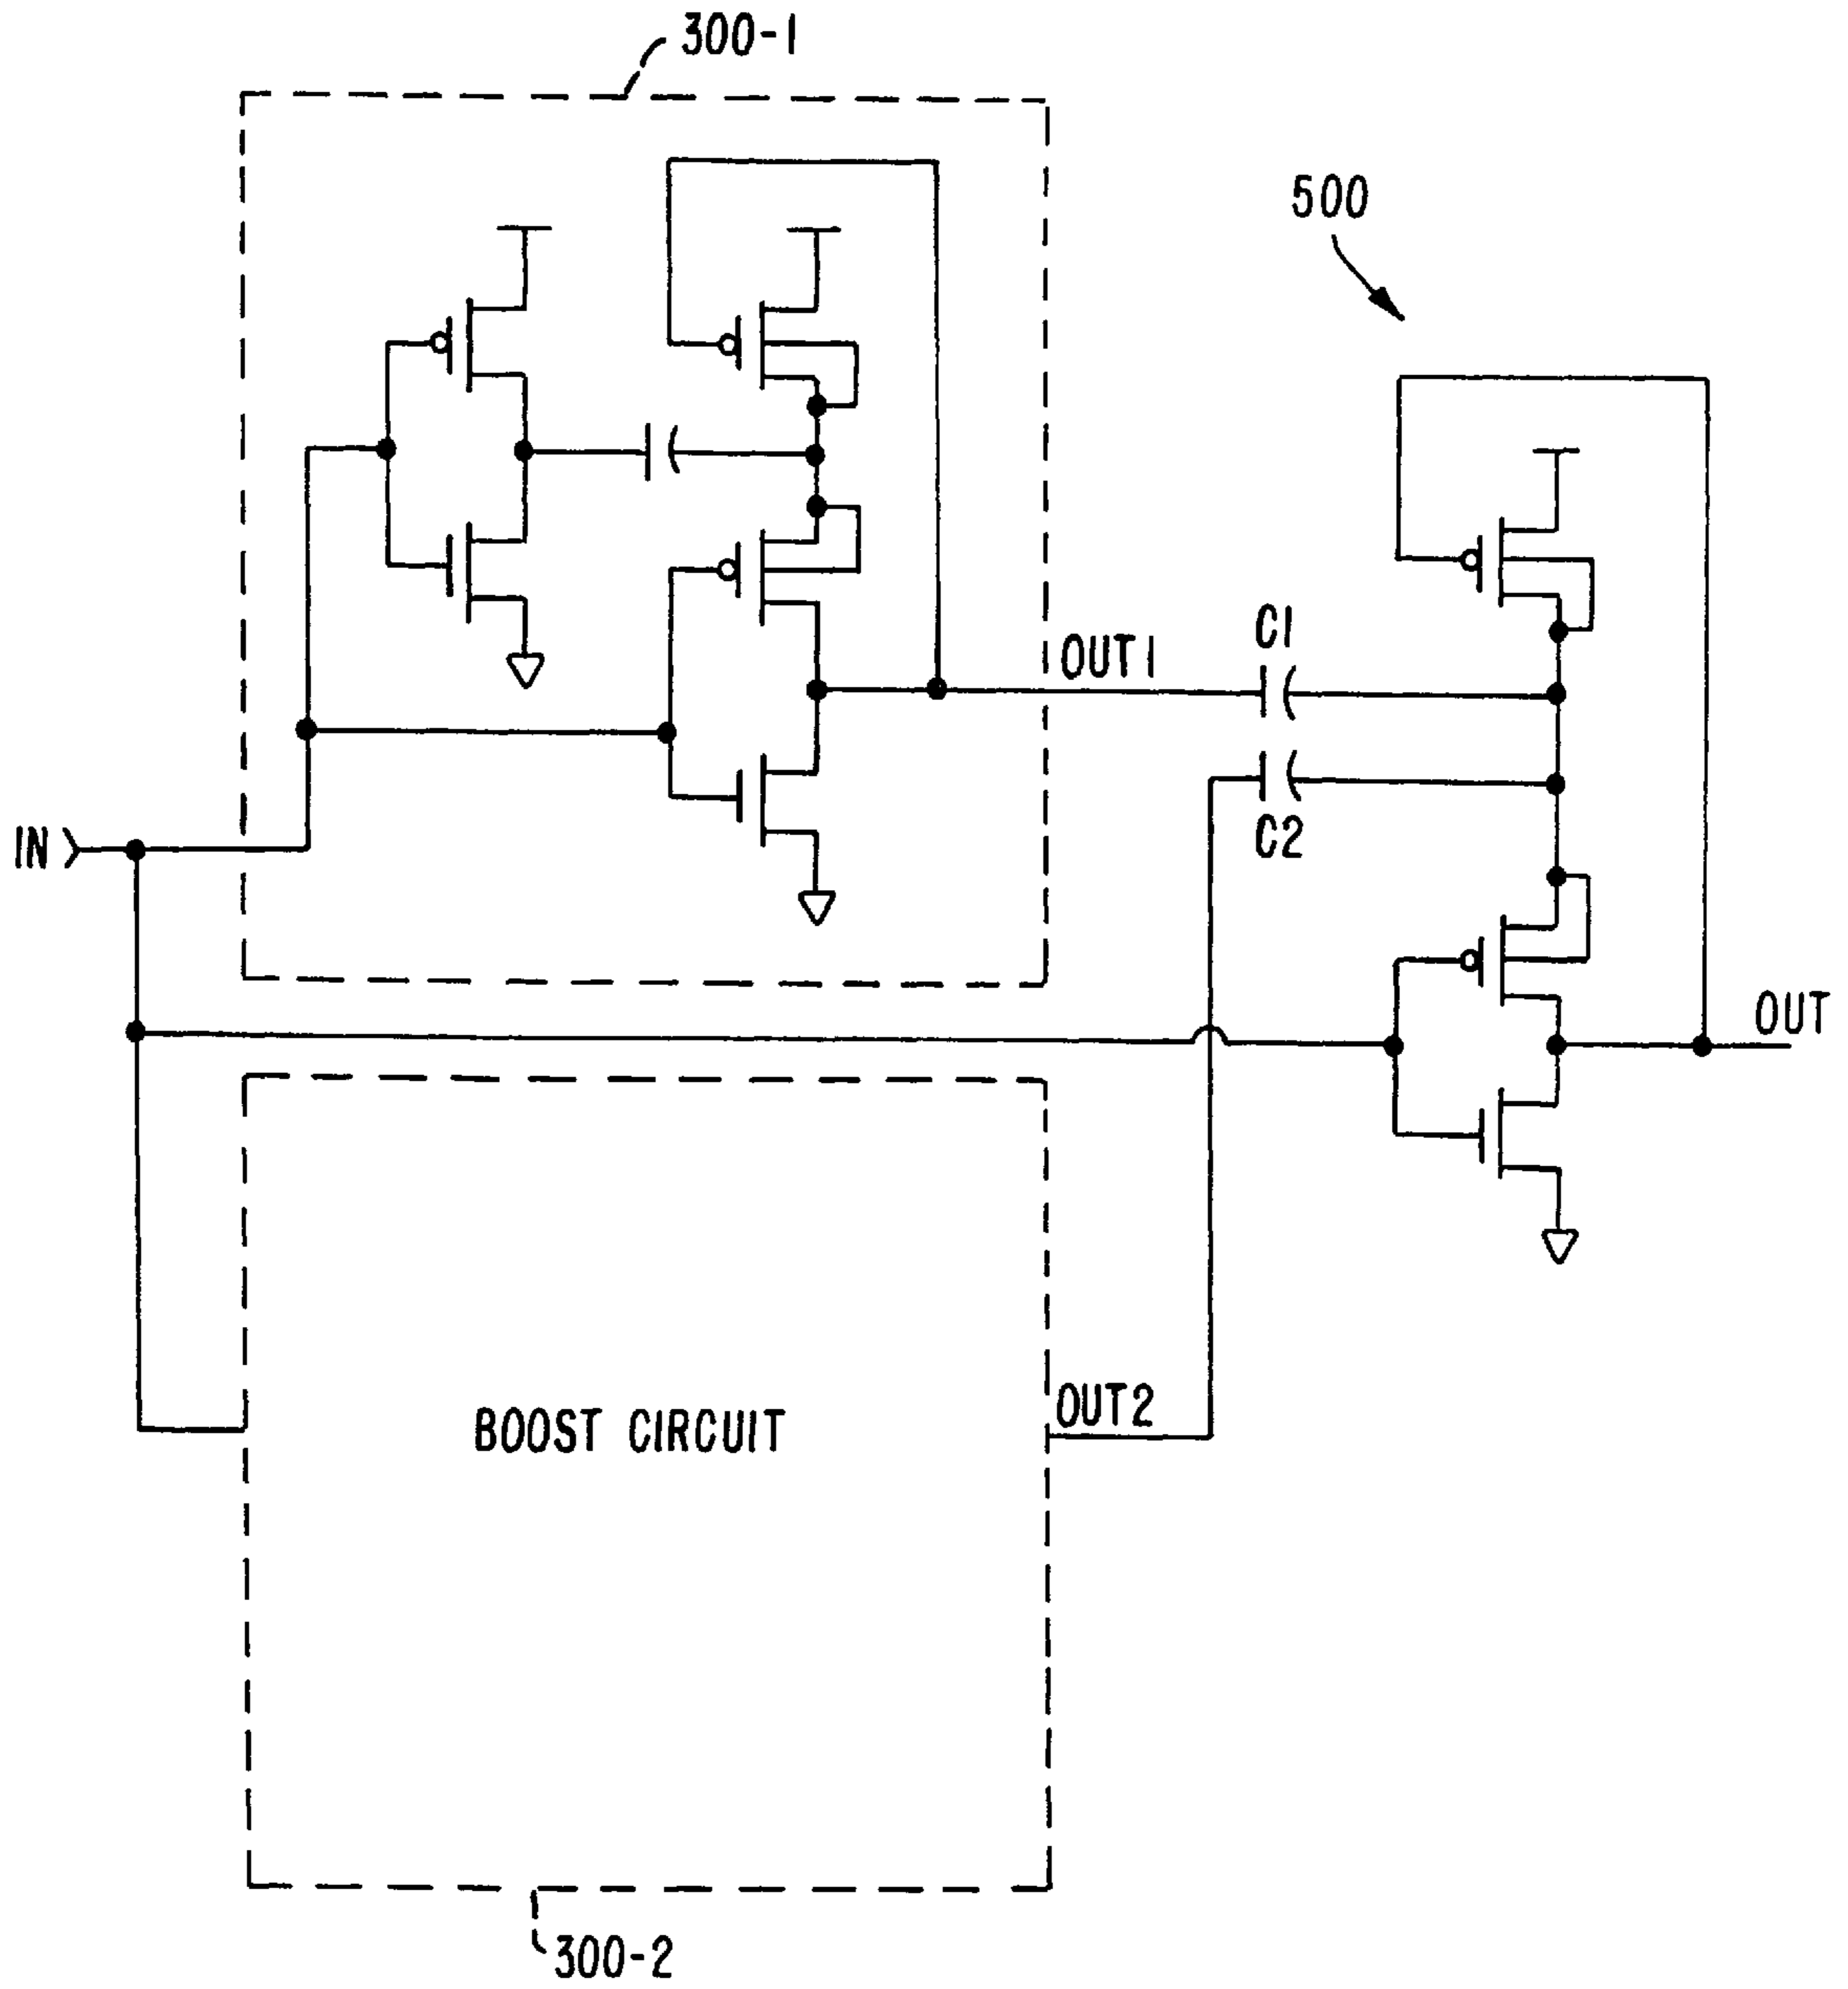 300-1
500
OUT1
C1
C2
IN
OUT
OUT2
BOOST CIRCUIT
300-2